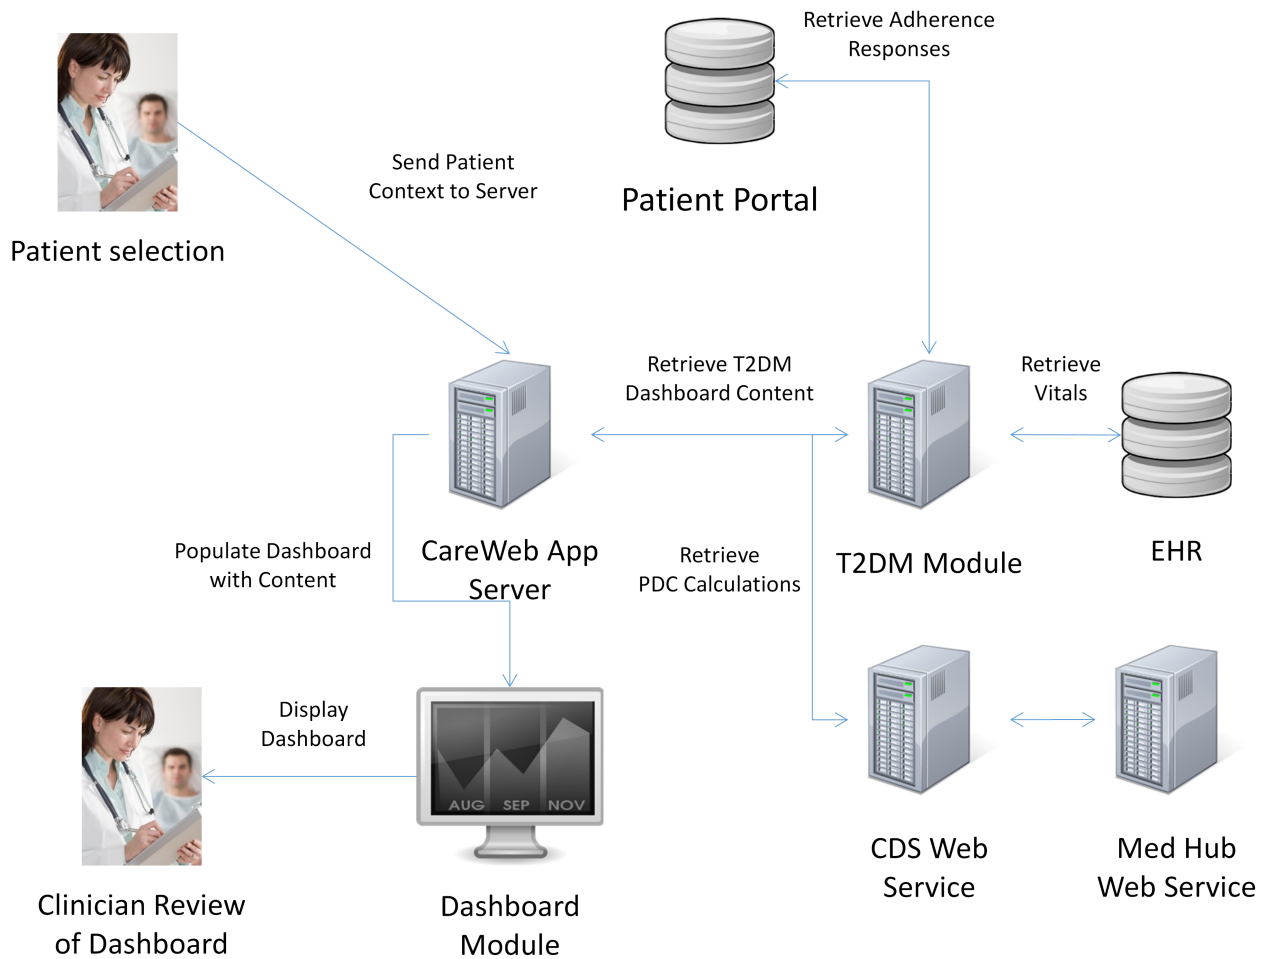 Retrieve Adherence
Responses
Send Patient
Context to Server
Patient Portal
Patient selection
Retrieve T2DM
Dashboard Content
Retrieve
Vitals
CareWeb App
Server
T2DM Module
EHR
Populate Dashboard
with Content
Retrieve
PDC Calculations
Display
Dashboard
AUG SEP NOV
CDS Web
Service
Med Hub
Web Service
Clinician Review
of Dashboard
Dashboard
Module